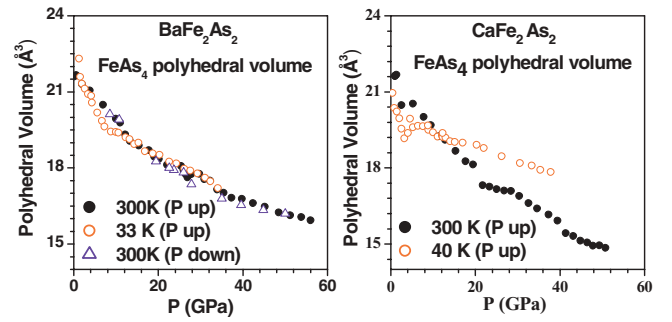 BaFe₂As₂
FeAs₄ polyhedral volume
Polyhedral Volume (Å³)
24
21
18
15
300K (P up)
33 K (P up)
300K (P down)
0 20 40 60
P (GPa)
CaFe₂As₂
FeAs₄ polyhedral volume
Polyhedral Volume (Å³)
24
21
18
15
300 K (P up)
40 K (P up)
0 20 40 60
P (GPa)